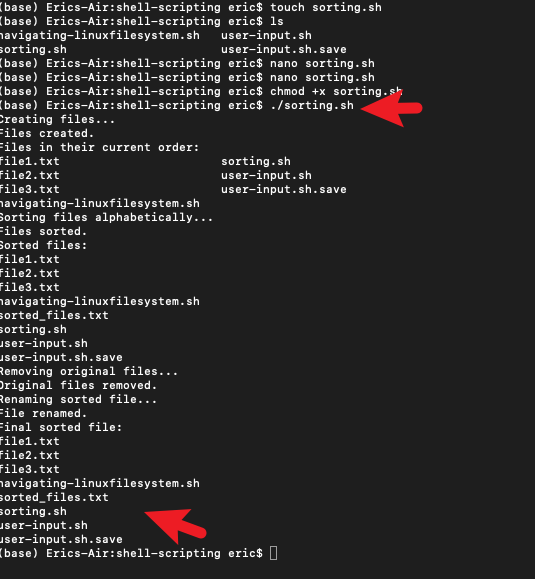 (base) Erics-Air:shell-scripting eric$ touch sorting.sh
(base) Erics-Air:shell-scripting eric$ ls
navigating-linuxfilesystem.sh user-input.sh
sorting.sh user-input.sh.save
(base) Erics-Air:shell-scripting eric$ nano sorting.sh
(base) Erics-Air:shell-scripting eric$ nano sorting.sh
(base) Erics-Air:shell-scripting eric$ chmod +x sorting.sh
(base) Erics-Air:shell-scripting eric$ ./sorting.sh
Creating files...
Files created.
Files in their current order:
file1.txt sorting.sh
file2.txt user-input.sh
file3.txt user-input.sh.save
navigating-linuxfilesystem.sh
Sorting files alphabetically...
Files sorted.
Sorted files:
file1.txt
file2.txt
file3.txt
navigating-linuxfilesystem.sh
sorted_files.txt
sorting.sh
user-input.sh
user-input.sh.save
Removing original files...
Original files removed.
Renaming sorted file...
File renamed.
Final sorted file:
file1.txt
file2.txt
file3.txt
navigating-linuxfilesystem.sh
sorted_files.txt
sorting.sh
user-input.sh
user-input.sh.save
(base) Erics-Air:shell-scripting eric$